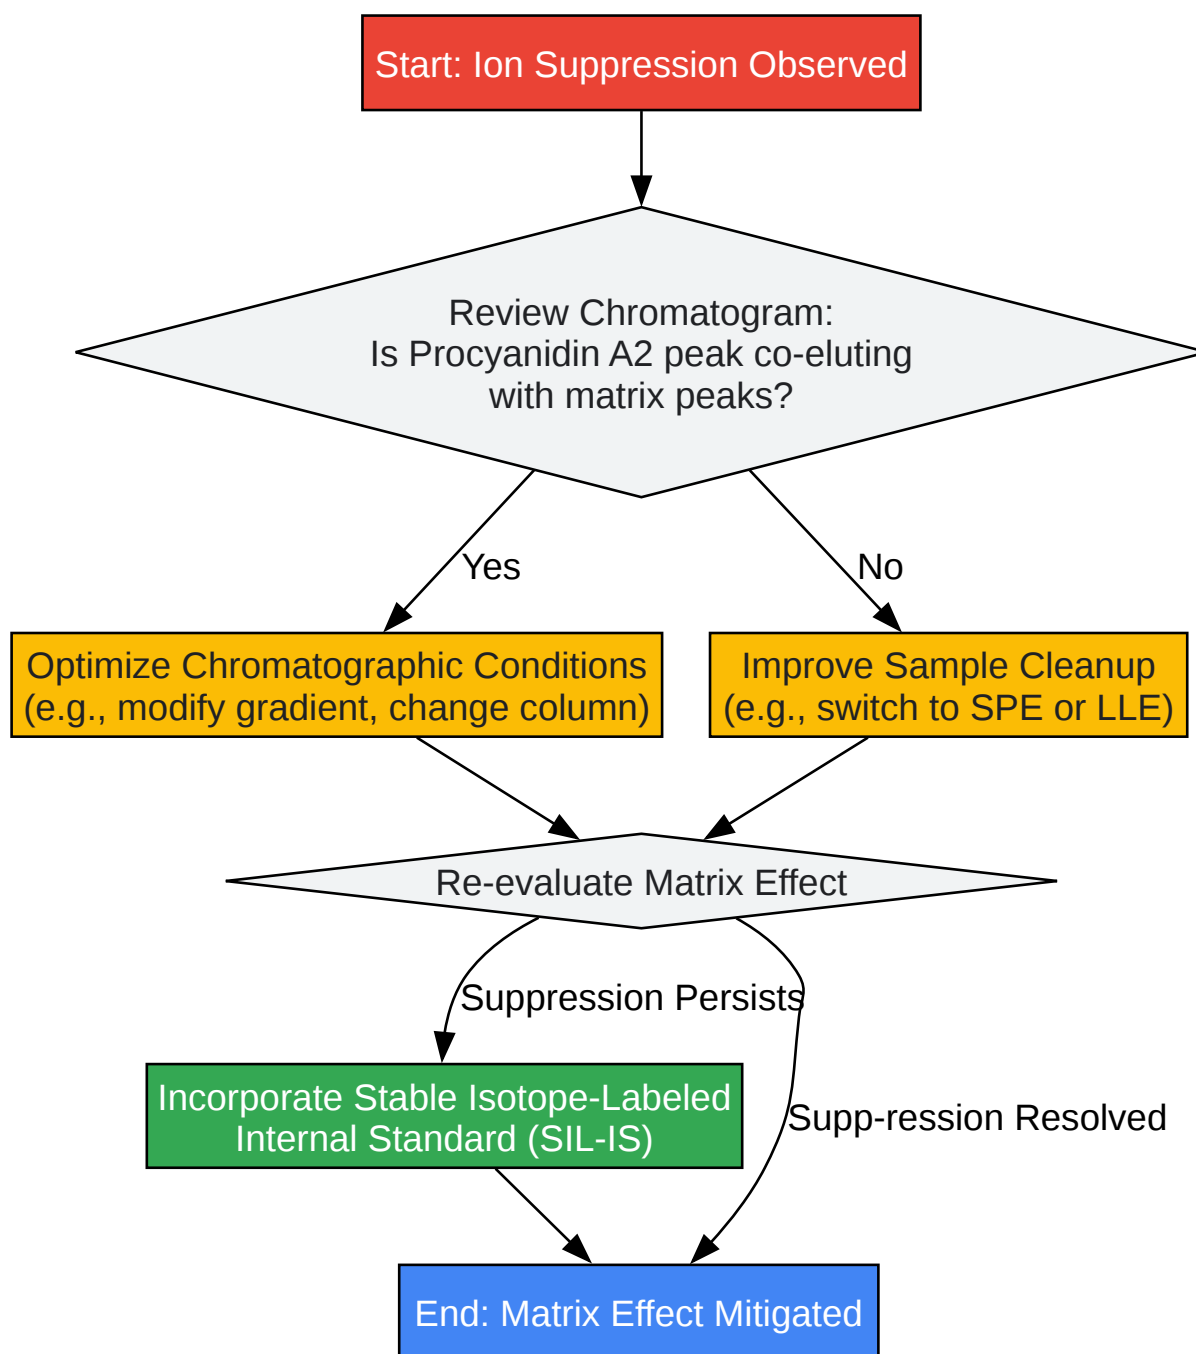 Start: Ion Suppression Observed
Review Chromatogram:
Is Procyanidin A2 peak co-eluting
with matrix peaks?
Yes
No
Optimize Chromatographic Conditions
(e.g., modify gradient, change column)
Improve Sample Cleanup
(e.g., switch to SPE or LLE)
Re-evaluate Matrix Effect
Suppression Persists
Incorporate Stable Isotope-Labeled
Internal Standard (SIL-IS)
Supp-ression Resolved
End: Matrix Effect Mitigated